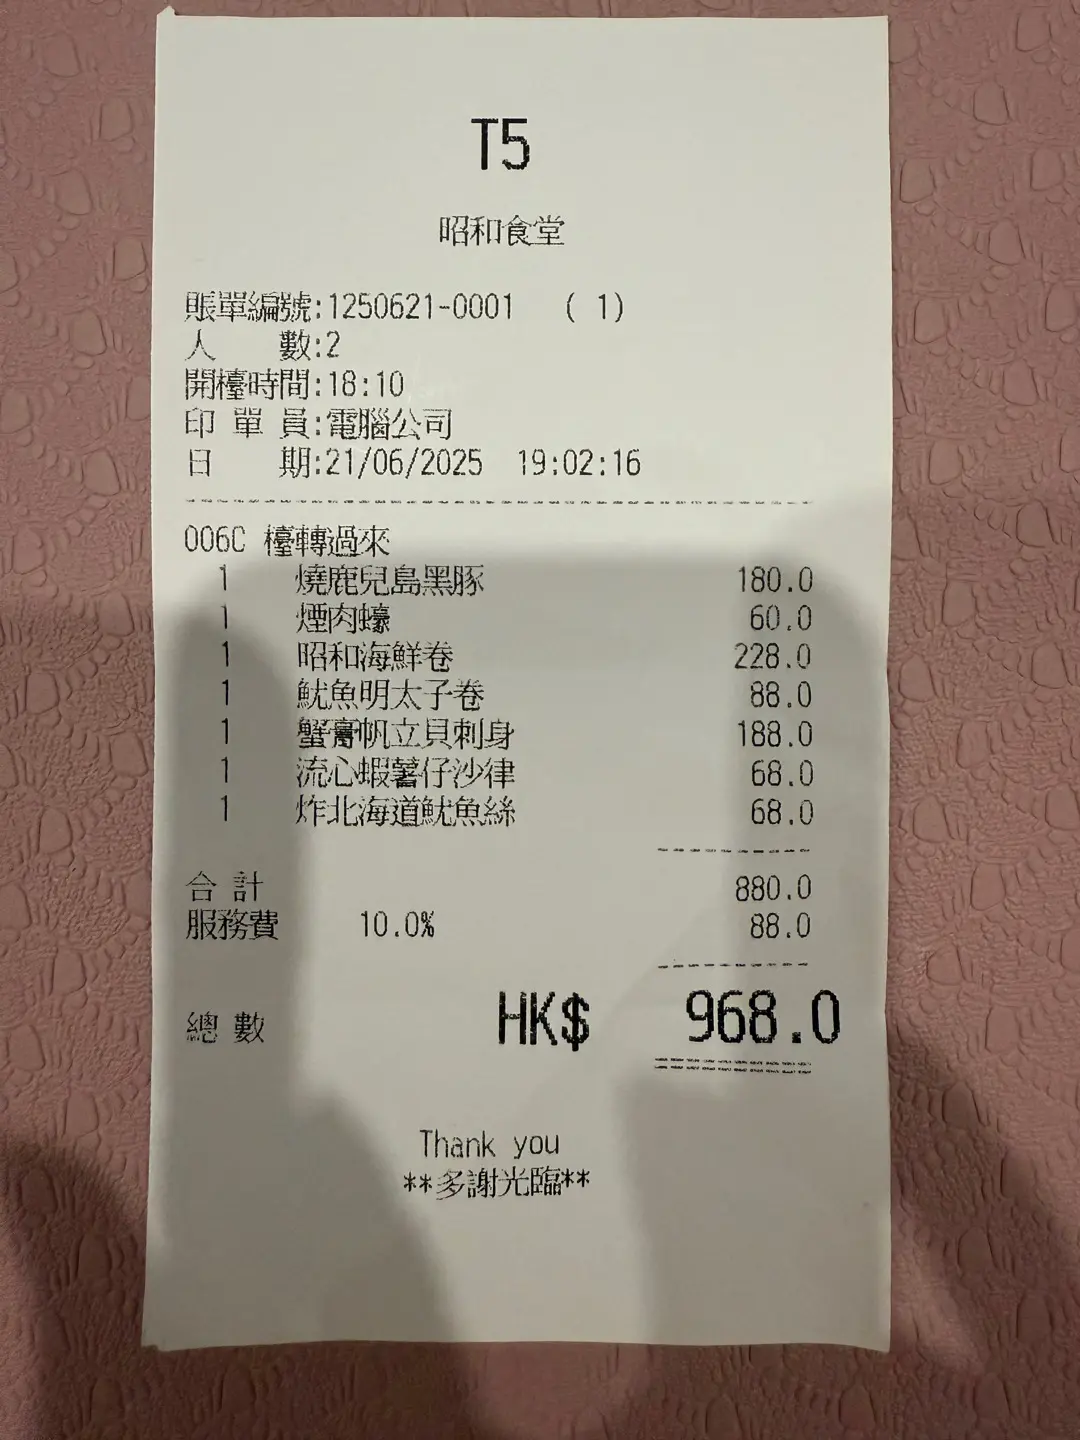 T5
昭和食堂
賬單編號:1250621-0001 ( 1)
人 數:2
開檯時間:18:10
印 單 員:電腦公司
日 期:21/06/2025 19:02:16
006C 檯轉過來
1 燒鹿兒島黑豚 180.0
1 煙肉蠔 60.0
1 昭和海鮮卷 228.0
1 魷魚明太子卷 88.0
1 蟹膏帆立貝刺身 188.0
1 流心蝦薯仔沙律 68.0
1 炸北海道魷魚絲 68.0
合 計 880.0
服務費 10.0% 88.0
總 數 HK$ 968.0
Thank you
**多謝光臨**